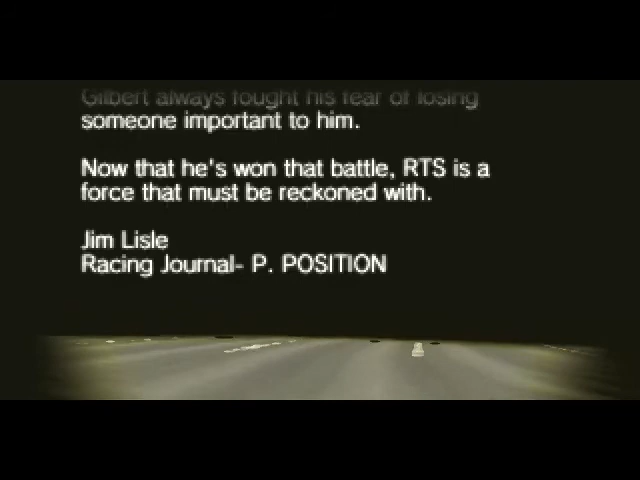 Gilbert always fought his fear of losing
someone important to him.
Now that he's won that battle, RTS is a
force that must be reckoned with.
Jim Lisle
Racing Journal- P. POSITION